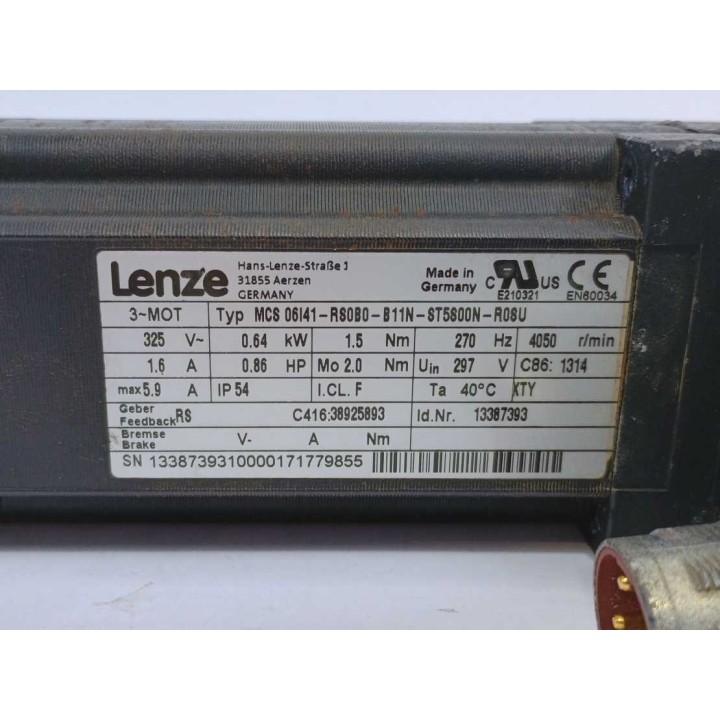 Lenze
Hans-Lenze-Straße 1
31855 Aerzen
GERMANY
Made in
Germany
C UR US CE
E210321 EN60034
3~MOT Typ MCS 06I41-RS0B0-B11N-ST5S00N-R0SU
325 V~ 0.64 kW 1.5 Nm 270 Hz 4050 r/min
1.6 A 0.86 HP Mo 2.0 Nm Uin 297 V C86: 1314
max 5.9 A IP 54 I.CL. F Ta 40°C KTY
Geber
Feedback RS C416:38925893 Id.Nr. 13387393
Bremse
Brake V- A Nm
SN 1338739310000171779855